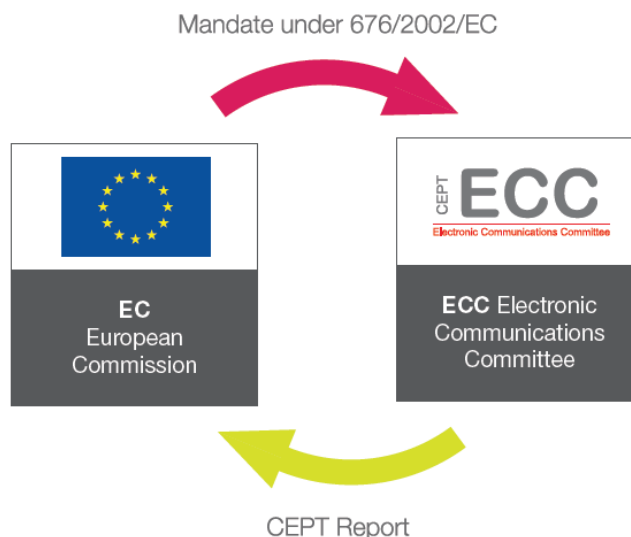 Mandate under 676/2002/EC
CEPT
ECC
Electronic Communications Committee
EC
European
Commission
ECC Electronic
Communications
Committee
CEPT Report